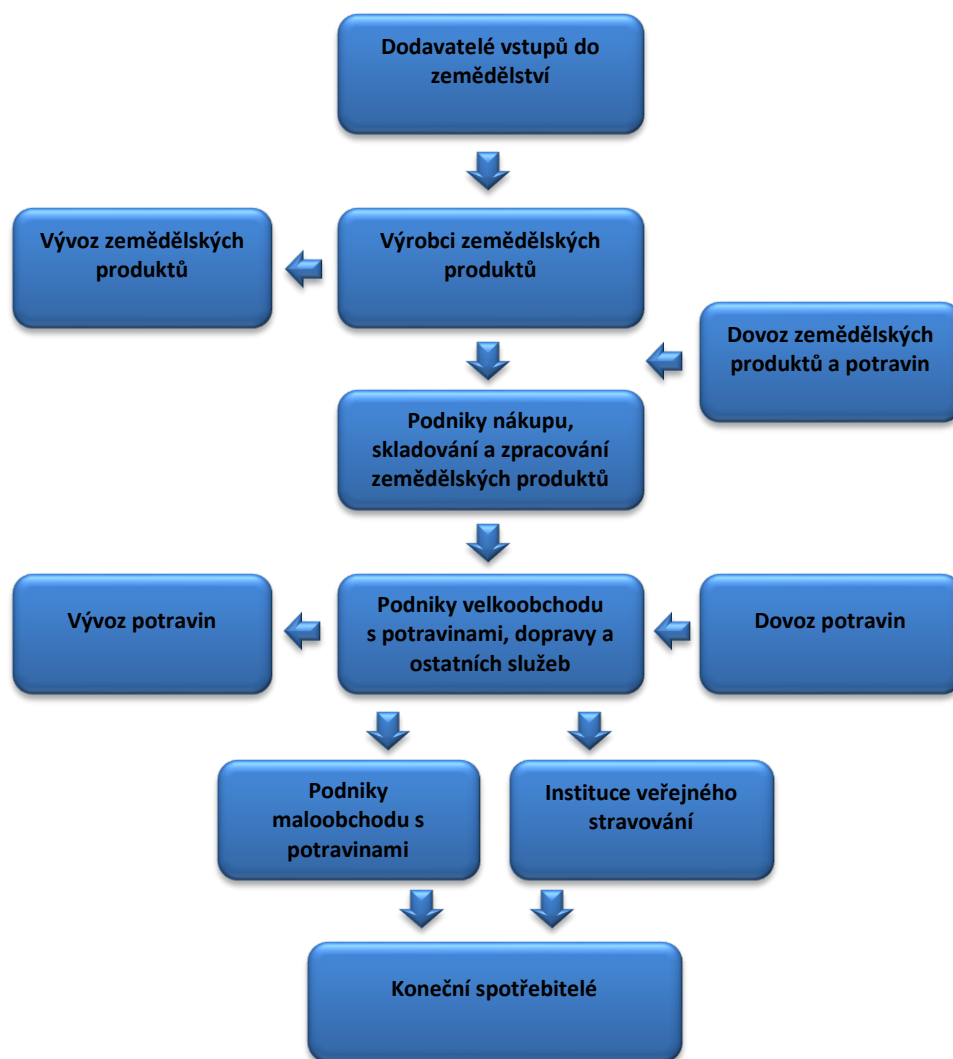 Dodavatelé vstupů do
zemědělství
Vývoz zemědělských
produktů
Výrobci zemědělských
produktů
Dovoz zemědělských
produktů a potravin
Podniky nákupu,
skladování a zpracování
zemědělských produktů
Vývoz potravin
Podniky velkoobchodu
s potravinami, dopravy a
ostatních služeb
Dovoz potravin
Podniky
maloobchodu s
potravinami
Instituce veřejného
stravování
Koneční spotřebitelé